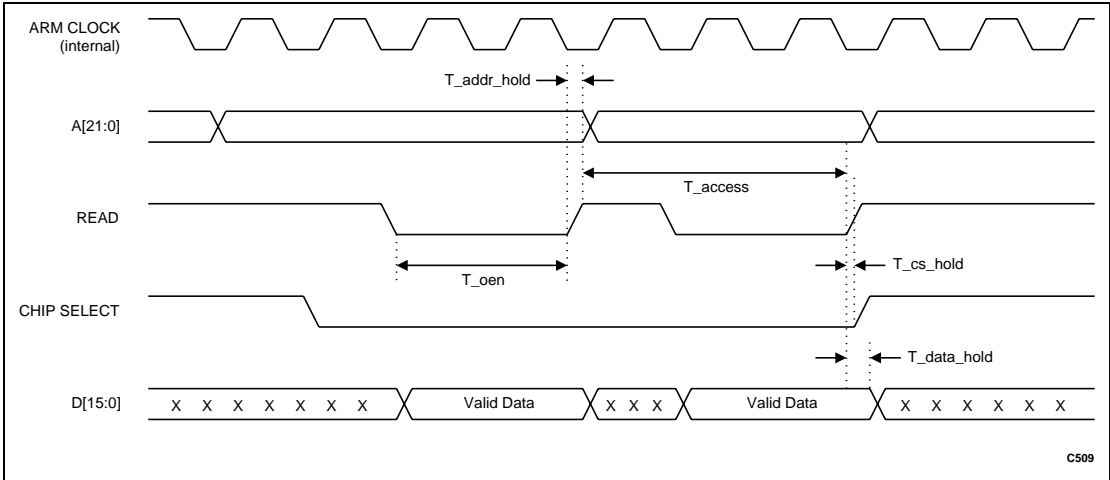 ARM CLOCK
(internal)
T_addr_hold
A[21:0]
T_access
READ
T_cs_hold
T_oen
CHIP SELECT
T_data_hold
D[15:0]
X X X X X X X Valid Data X X X Valid Data X X X X X X
C509